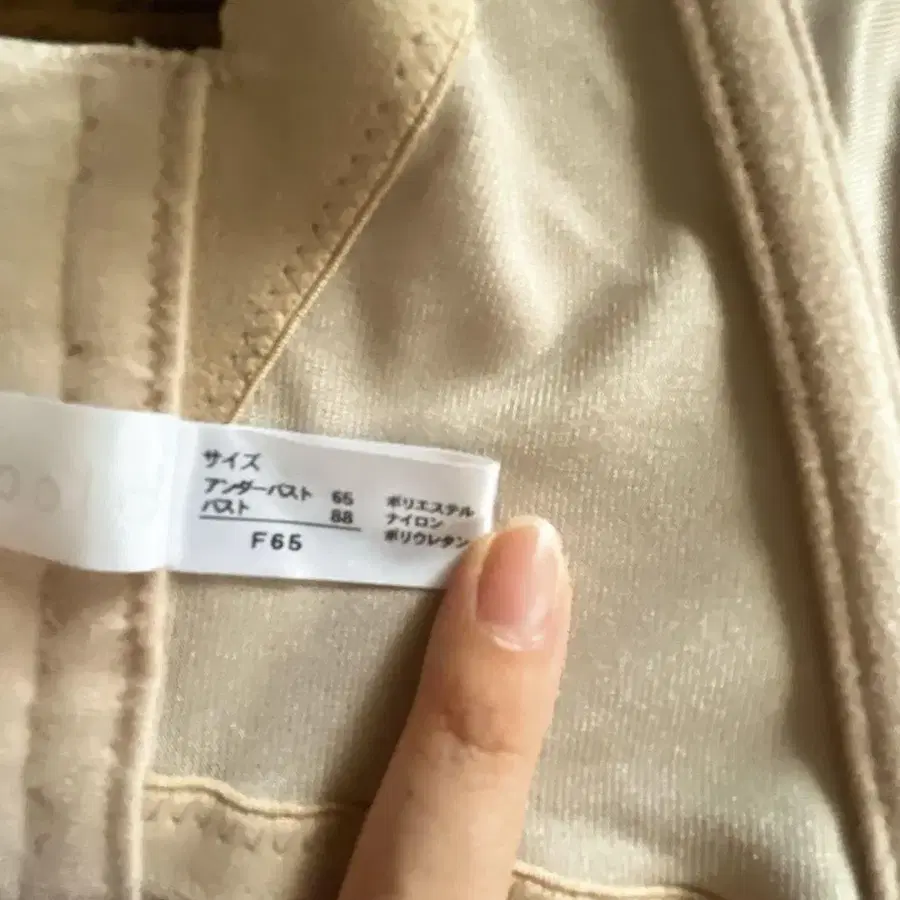 サイズ
アンダーバスト 65
バスト 88
F65
ポリエステル
ナイロン
ポリウレタン